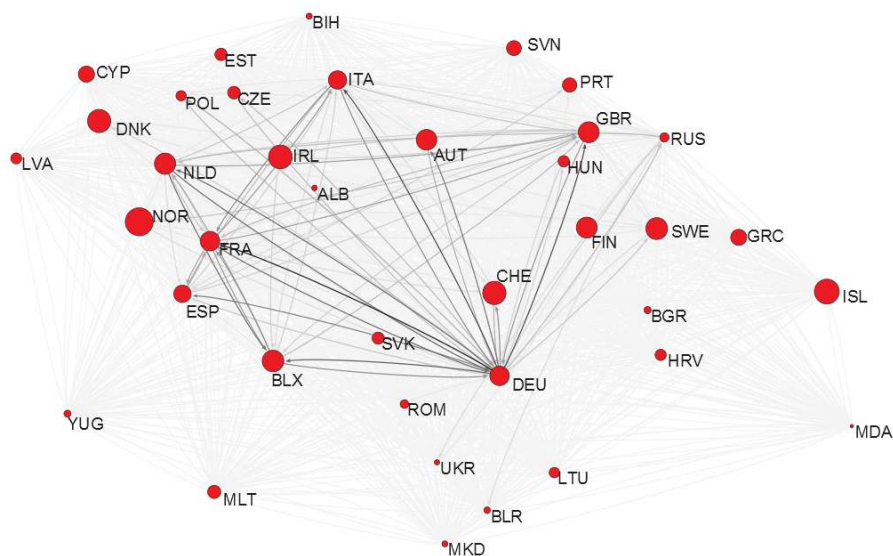 BIH
SVN
EST
CYP
ITA
PRT
POL
CZE
GBR
DNK
RUS
IRL
AUT
LVA
NLD
HUN
ALB
NOR
FIN
SWE
GRC
FRA
CHE
ISL
ESP
BGR
SVK
HRV
BLX
DEU
ROM
YUG
MDA
UKR
LTU
MLT
BLR
MKD